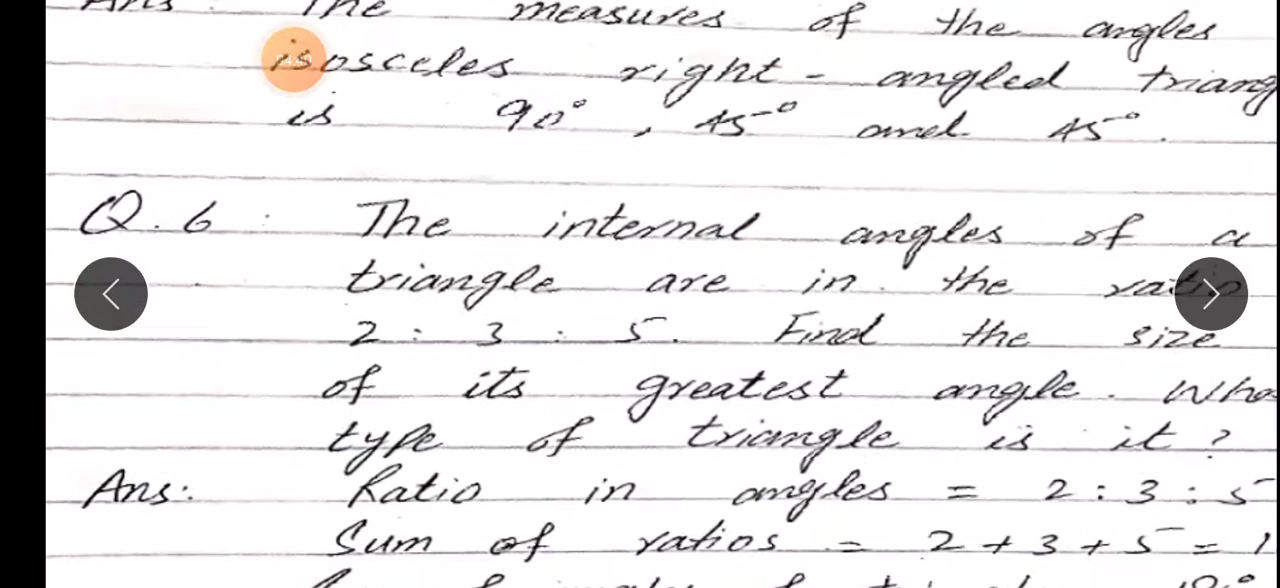 The measures of the angles
isosceles right - angled triang
is 90°, 45° and 45°.
Q.6 : The internal angles of a
triangle are in the ratio
2 : 3 : 5. Find the size
of its greatest angle. Wha
type of triangle is it?
Ans: Ratio in angles = 2:3:5
Sum of ratios = 2+3+5=1